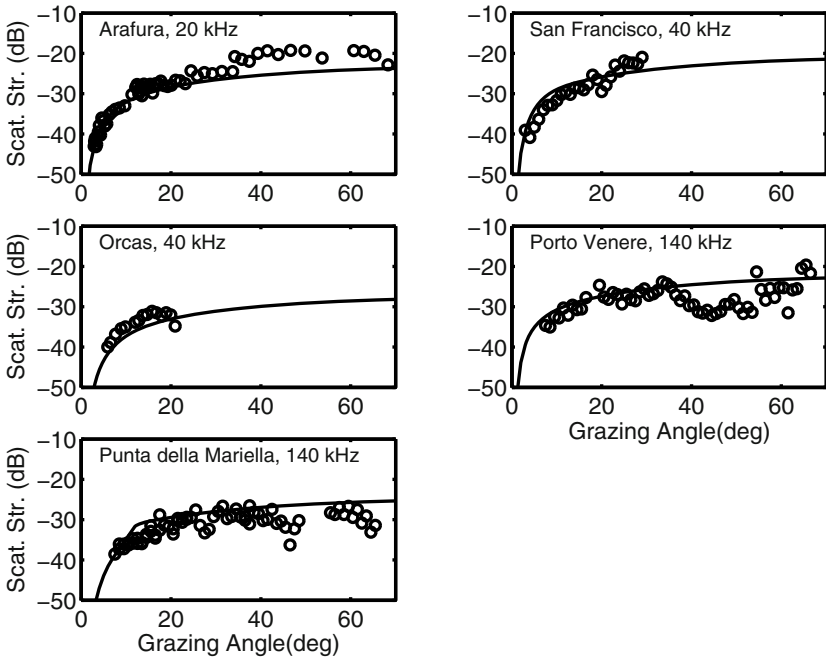 −10
−20
−30
−40
−50
Scat. Str. (dB)
Arafura, 20 kHz
0 20 40 60
−10
−20
−30
−40
−50
San Francisco, 40 kHz
0 20 40 60
−10
−20
−30
−40
−50
Scat. Str. (dB)
Orcas, 40 kHz
0 20 40 60
−10
−20
−30
−40
−50
Porto Venere, 140 kHz
0 20 40 60
Grazing Angle(deg)
−10
−20
−30
−40
−50
Scat. Str. (dB)
Punta della Mariella, 140 kHz
0 20 40 60
Grazing Angle(deg)